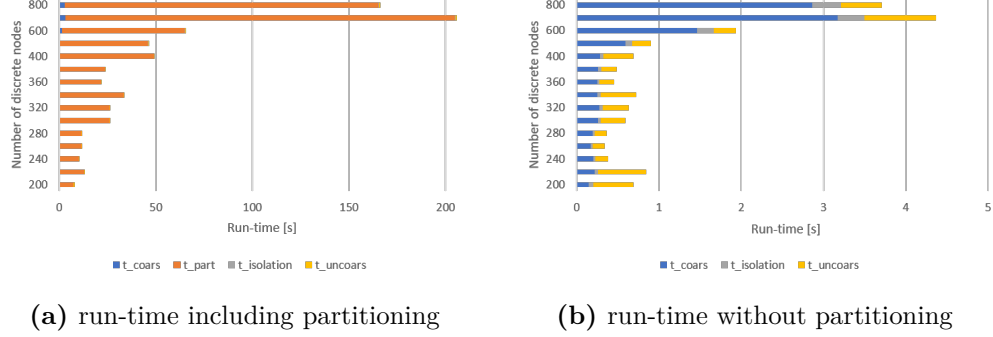 Number of discrete nodes
800
600
400
360
320
280
240
200
0 50 100 150 200
Run-time [s]
t_coars t_part t_isolation t_uncoars
(a) run-time including partitioning
Number of discrete nodes
800
600
400
360
320
280
240
200
0 1 2 3 4 5
Run-time [s]
t_coars t_isolation t_uncoars
(b) run-time without partitioning